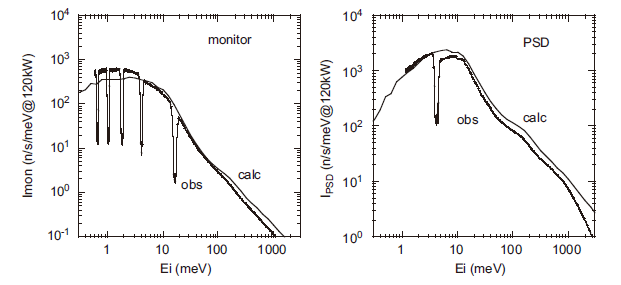 10^4
10^3
10^2
10^1
10^0
10^-1
Imon (n/s/meV@120kW)
monitor
obs
calc
1 10 100 1000
Ei (meV)
10^4
10^3
10^2
10^1
10^0
I_PSD (n/s/meV@120kW)
PSD
obs
calc
1 10 100 1000
Ei (meV)